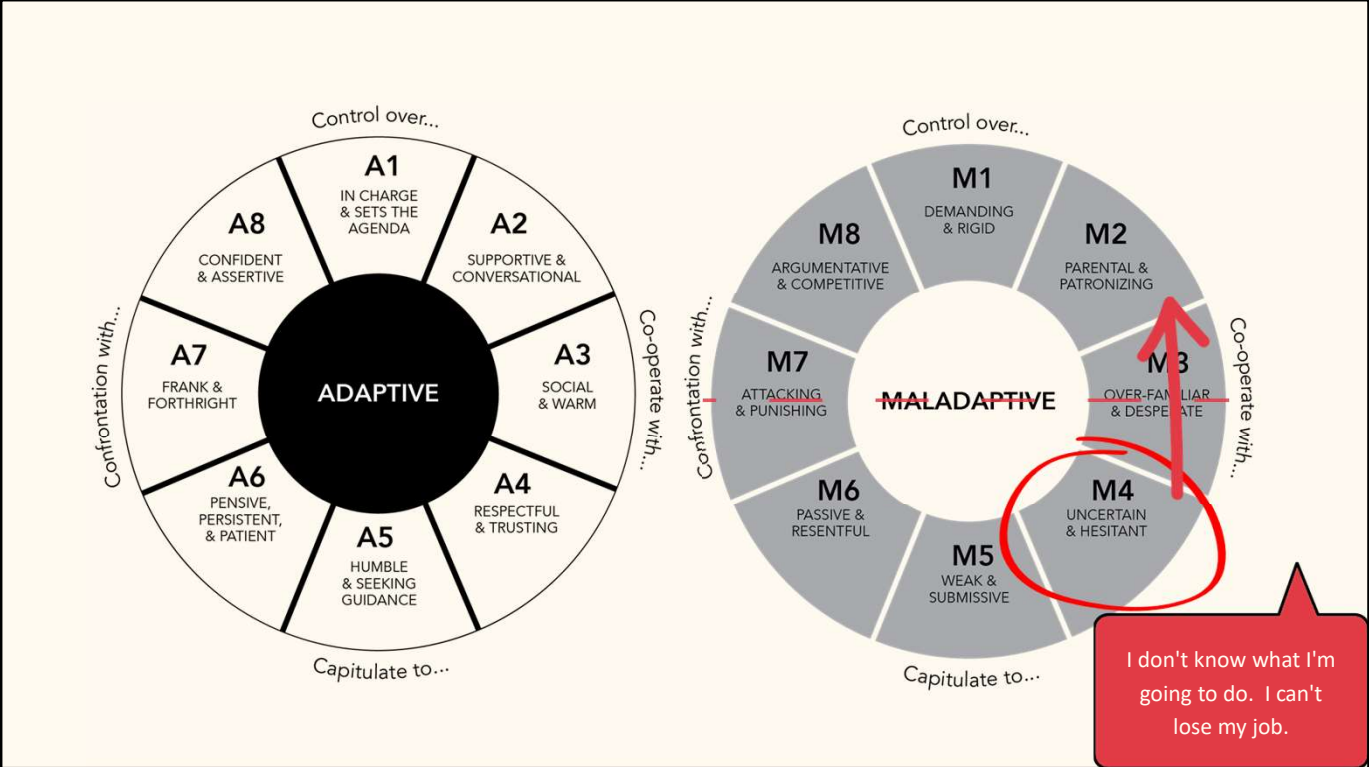 Control over...
A1
IN CHARGE
& SETS THE
AGENDA
A2
SUPPORTIVE &
CONVERSATIONAL
A3
SOCIAL
& WARM
A4
RESPECTFUL
& TRUSTING
A5
HUMBLE
& SEEKING
GUIDANCE
A6
PENSIVE,
PERSISTENT,
& PATIENT
A7
FRANK &
FORTHRIGHT
A8
CONFIDENT
& ASSERTIVE
ADAPTIVE
Co-operate with...
Capitulate to...
Confrontation with...
Control over...
M1
DEMANDING
& RIGID
M2
PARENTAL &
PATRONIZING
M3
OVER-FAMILIAR
& DESPERATE
M4
UNCERTAIN
& HESITANT
M5
WEAK &
SUBMISSIVE
M6
PASSIVE &
RESENTFUL
M7
ATTACKING
& PUNISHING
M8
ARGUMENTATIVE
& COMPETITIVE
MALADAPTIVE
Co-operate with...
Capitulate to...
Confrontation with...
I don't know what I'm
going to do.  I can't
lose my job.